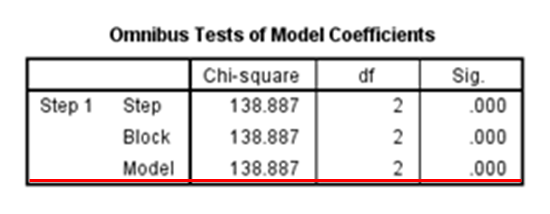 Omnibus Tests of Model Coefficients
Chi-square df Sig.
Step 1 Step 138.887 2 .000
Block 138.887 2 .000
Model 138.887 2 .000